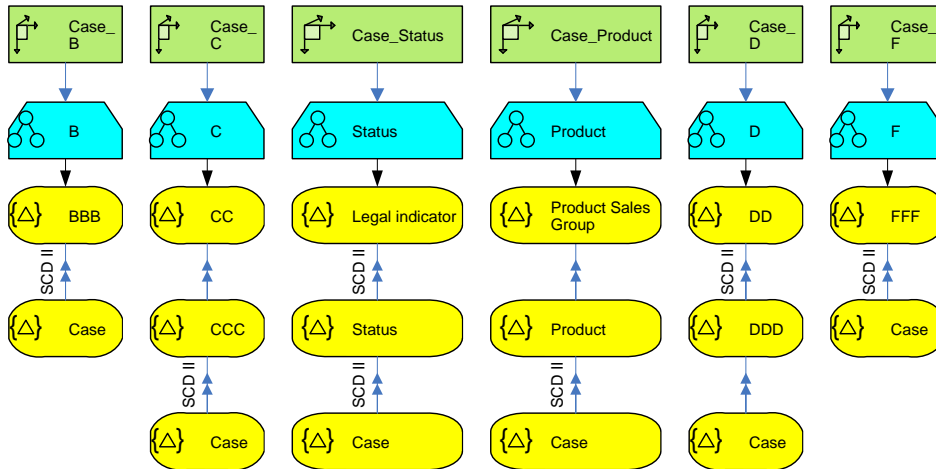 Case_
B
Case_
C
Case_Status
Case_Product
Case_
D
Case_
F
B
C
Status
Product
D
F
BBB
CC
Legal indicator
Product Sales
Group
DD
FFF
SCD II
SCD II
SCD II
SCD II
Case
CCC
Status
Product
DDD
Case
SCD II
SCD II
SCD II
Case
Case
Case
Case